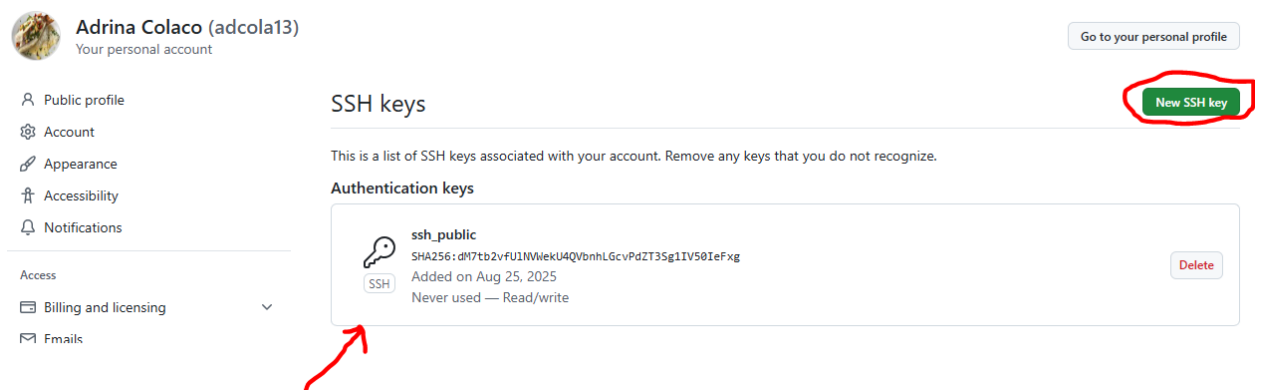 Adrina Colaco (adcola13)
Your personal account
Go to your personal profile
Public profile
Account
Appearance
Accessibility
Notifications
Access
Billing and licensing
Emails
SSH keys
New SSH key
This is a list of SSH keys associated with your account. Remove any keys that you do not recognize.
Authentication keys
ssh_public
SHA256:dM7tb2vfUlNVWekU4QVbnhLGcvPdZT3Sg1IV50IeFxg
Added on Aug 25, 2025
Never used — Read/write
SSH
Delete